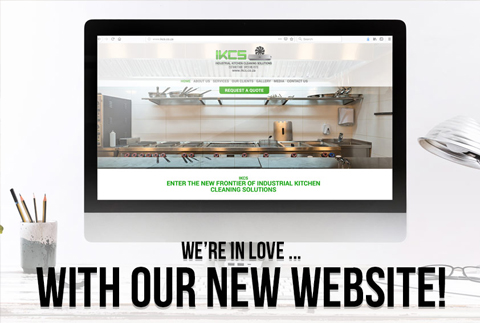 iKCS
INDUSTRIAL KITCHEN CLEANING SOLUTIONS
HOME ABOUT US SERVICES OUR CLIENTS GALLERY MEDIA CONTACT US
REQUEST A QUOTE
IKCS
ENTER THE NEW FRONTIER OF INDUSTRIAL KITCHEN
CLEANING SOLUTIONS
WE'RE IN LOVE ...
WITH OUR NEW WEBSITE!